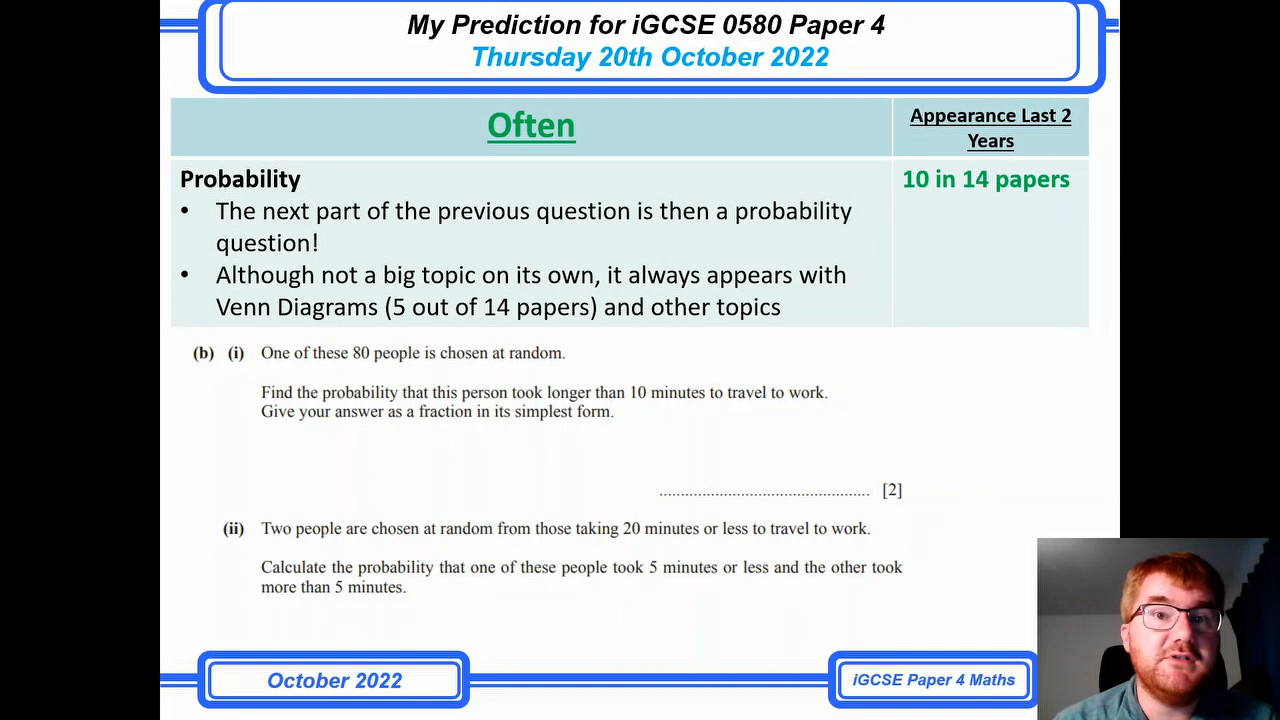 My Prediction for iGCSE 0580 Paper 4
Thursday 20th October 2022
Often
Appearance Last 2
Years
Probability
10 in 14 papers
• The next part of the previous question is then a probability
question!
• Although not a big topic on its own, it always appears with
Venn Diagrams (5 out of 14 papers) and other topics
(b) (i) One of these 80 people is chosen at random.
Find the probability that this person took longer than 10 minutes to travel to work.
Give your answer as a fraction in its simplest form.
................................................. [2]
(ii) Two people are chosen at random from those taking 20 minutes or less to travel to work.
Calculate the probability that one of these people took 5 minutes or less and the other took
more than 5 minutes.
October 2022
iGCSE Paper 4 Maths